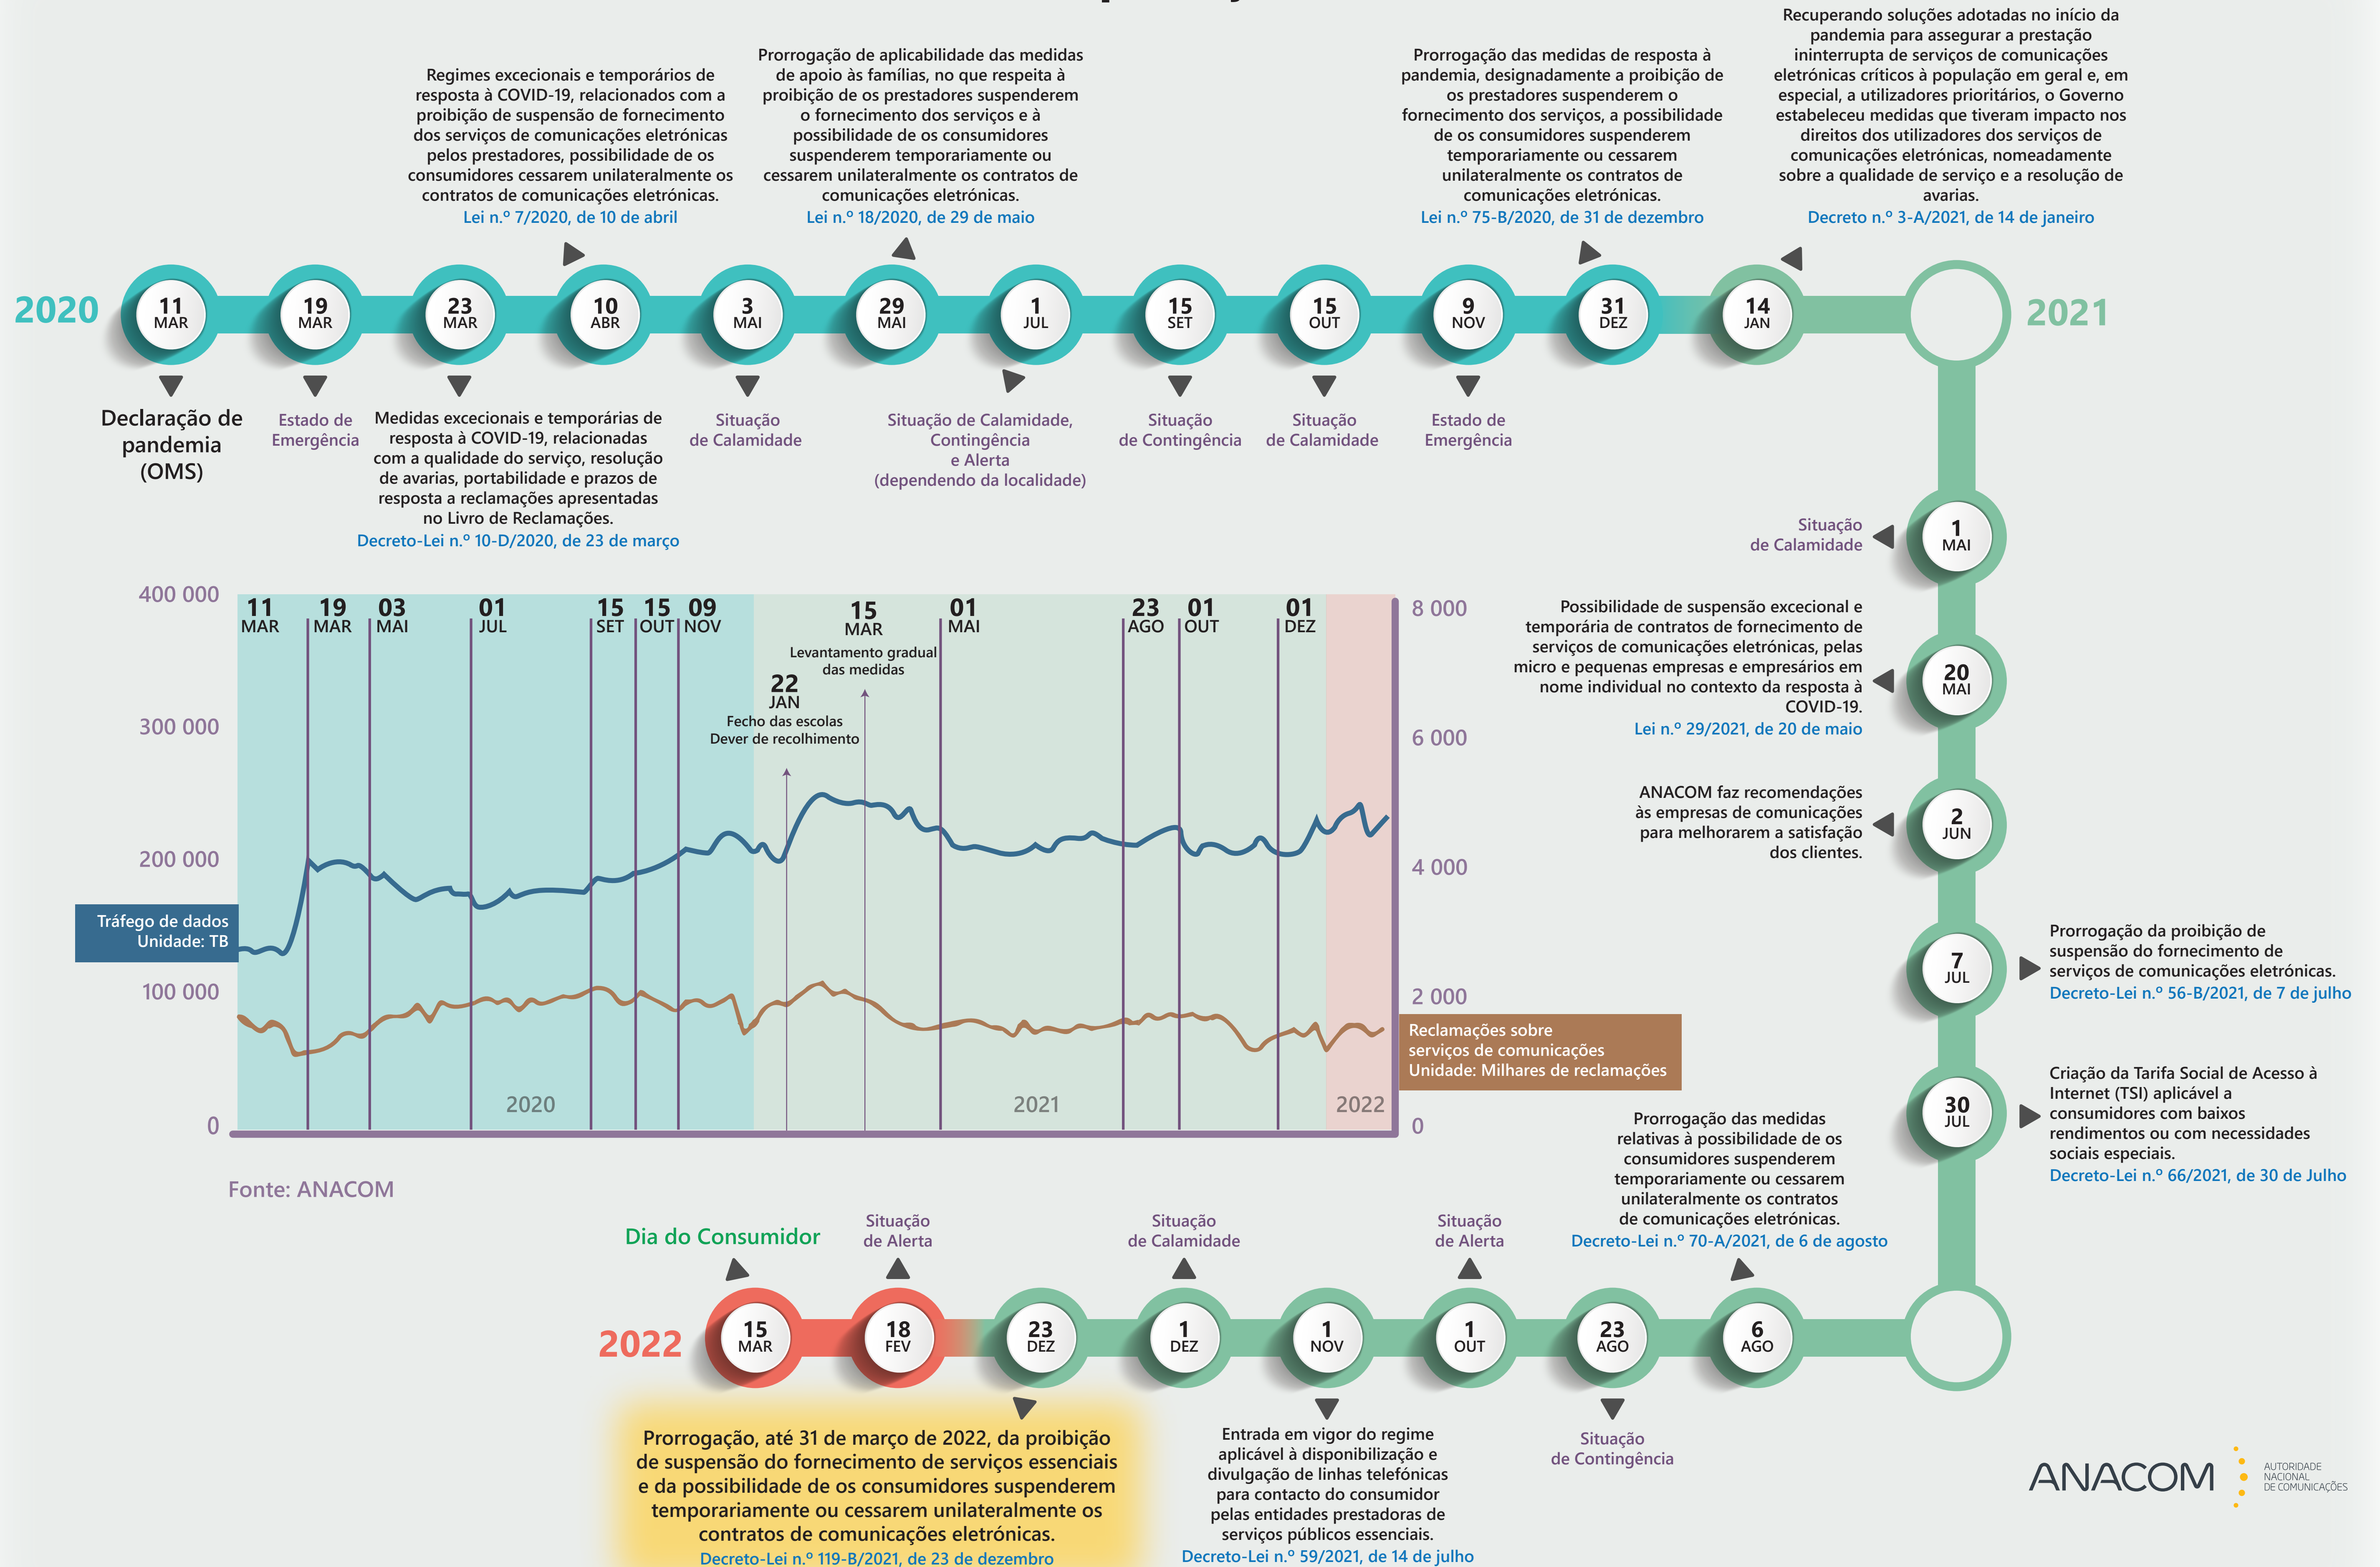 Regimes excecionais e temporários de
resposta à COVID-19, relacionados com a
proibição de suspensão de fornecimento
dos serviços de comunicações eletrónicas
pelos prestadores, possibilidade de os
consumidores cessarem unilateralmente os
contratos de comunicações eletrónicas.
Lei n.º 7/2020, de 10 de abril
Prorrogação de aplicabilidade das medidas
de apoio às famílias, no que respeita à
proibição de os prestadores suspenderem
o fornecimento dos serviços e à
possibilidade de os consumidores
suspenderem temporariamente ou
cessarem unilateralmente os contratos de
comunicações eletrónicas.
Lei n.º 18/2020, de 29 de maio
Prorrogação das medidas de resposta à
pandemia, designadamente a proibição de
os prestadores suspenderem o
fornecimento dos serviços, a possibilidade
de os consumidores suspenderem
temporariamente ou cessarem
unilateralmente os contratos de
comunicações eletrónicas.
Lei n.º 75-B/2020, de 31 de dezembro
Recuperando soluções adotadas no início da
pandemia para assegurar a prestação
ininterrupta de serviços de comunicações
eletrónicas críticos à população em geral e, em
especial, a utilizadores prioritários, o Governo
estabeleceu medidas que tiveram impacto nos
direitos dos utilizadores dos serviços de
comunicações eletrónicas, nomeadamente
sobre a qualidade de serviço e a resolução de
avarias.
Decreto n.º 3-A/2021, de 14 de janeiro
2020
11
MAR
19
MAR
23
MAR
10
ABR
3
MAI
29
MAI
1
JUL
15
SET
15
OUT
9
NOV
31
DEZ
14
JAN
2021
Declaração de
pandemia
(OMS)
Estado de
Emergência
Medidas excecionais e temporárias de
resposta à COVID-19, relacionadas
com a qualidade do serviço, resolução
de avarias, portabilidade e prazos de
resposta a reclamações apresentadas
no Livro de Reclamações.
Decreto-Lei n.º 10-D/2020, de 23 de março
Situação
de Calamidade
Situação de Calamidade,
Contingência
e Alerta
(dependendo da localidade)
Situação
de Contingência
Situação
de Calamidade
Estado de
Emergência
1
MAI
Situação
de Calamidade
20
MAI
Possibilidade de suspensão excecional e
temporária de contratos de fornecimento de
serviços de comunicações eletrónicas, pelas
micro e pequenas empresas e empresários em
nome individual no contexto da resposta à
COVID-19.
Lei n.º 29/2021, de 20 de maio
2
JUN
ANACOM faz recomendações
às empresas de comunicações
para melhorarem a satisfação
dos clientes.
7
JUL
Prorrogação da proibição de
suspensão do fornecimento de
serviços de comunicações eletrónicas.
Decreto-Lei n.º 56-B/2021, de 7 de julho
30
JUL
Criação da Tarifa Social de Acesso à
Internet (TSI) aplicável a
consumidores com baixos
rendimentos ou com necessidades
sociais especiais.
Decreto-Lei n.º 66/2021, de 30 de Julho
400 000
300 000
200 000
100 000
0
11
MAR
19
MAR
03
MAI
01
JUL
15
SET
15
OUT
09
NOV
22
JAN
Fecho das escolas
Dever de recolhimento
15
MAR
Levantamento gradual
das medidas
01
MAI
23
AGO
01
OUT
01
DEZ
8 000
6 000
4 000
2 000
0
Tráfego de dados
Unidade: TB
Reclamações sobre
serviços de comunicações
Unidade: Milhares de reclamações
2020
2021
2022
Fonte: ANACOM
Dia do Consumidor
Situação
de Alerta
Situação
de Calamidade
Situação
de Alerta
Prorrogação das medidas
relativas à possibilidade de os
consumidores suspenderem
temporariamente ou cessarem
unilateralmente os contratos
de comunicações eletrónicas.
Decreto-Lei n.º 70-A/2021, de 6 de agosto
2022
15
MAR
18
FEV
23
DEZ
1
DEZ
1
NOV
1
OUT
23
AGO
6
AGO
Prorrogação, até 31 de março de 2022, da proibição
de suspensão do fornecimento de serviços essenciais
e da possibilidade de os consumidores suspenderem
temporariamente ou cessarem unilateralmente os
contratos de comunicações eletrónicas.
Decreto-Lei n.º 119-B/2021, de 23 de dezembro
Entrada em vigor do regime
aplicável à disponibilização e
divulgação de linhas telefónicas
para contacto do consumidor
pelas entidades prestadoras de
serviços públicos essenciais.
Decreto-Lei n.º 59/2021, de 14 de julho
Situação
de Contingência
ANACOM
AUTORIDADE
NACIONAL
DE COMUNICAÇÕES